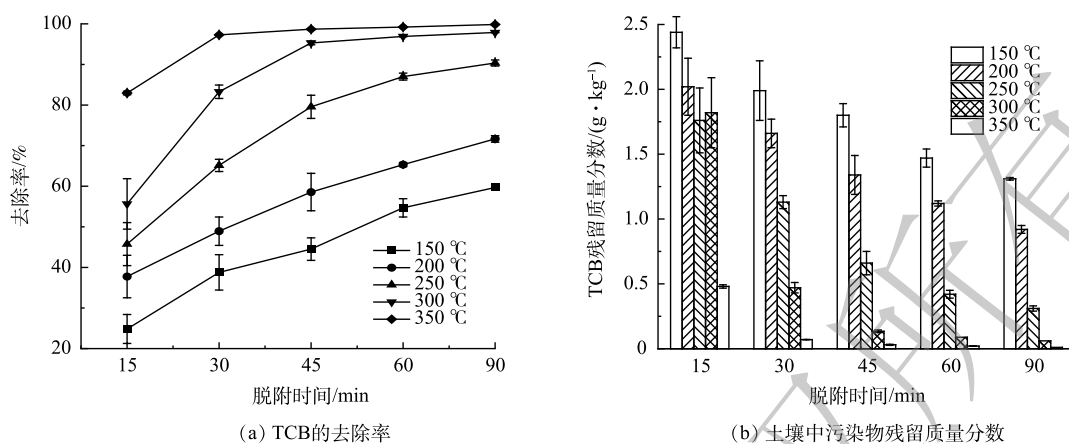 100
80
60
40
20
去除率/%
150 ℃
200 ℃
250 ℃
300 ℃
350 ℃
15 30 45 60 90
脱附时间/min
(a) TCB的去除率
2.5
2.0
1.5
1.0
0.5
0
TCB残留质量分数/(g·kg⁻¹)
150 ℃
200 ℃
250 ℃
300 ℃
350 ℃
15 30 45 60 90
脱附时间/min
(b) 土壤中污染物残留质量分数
所有